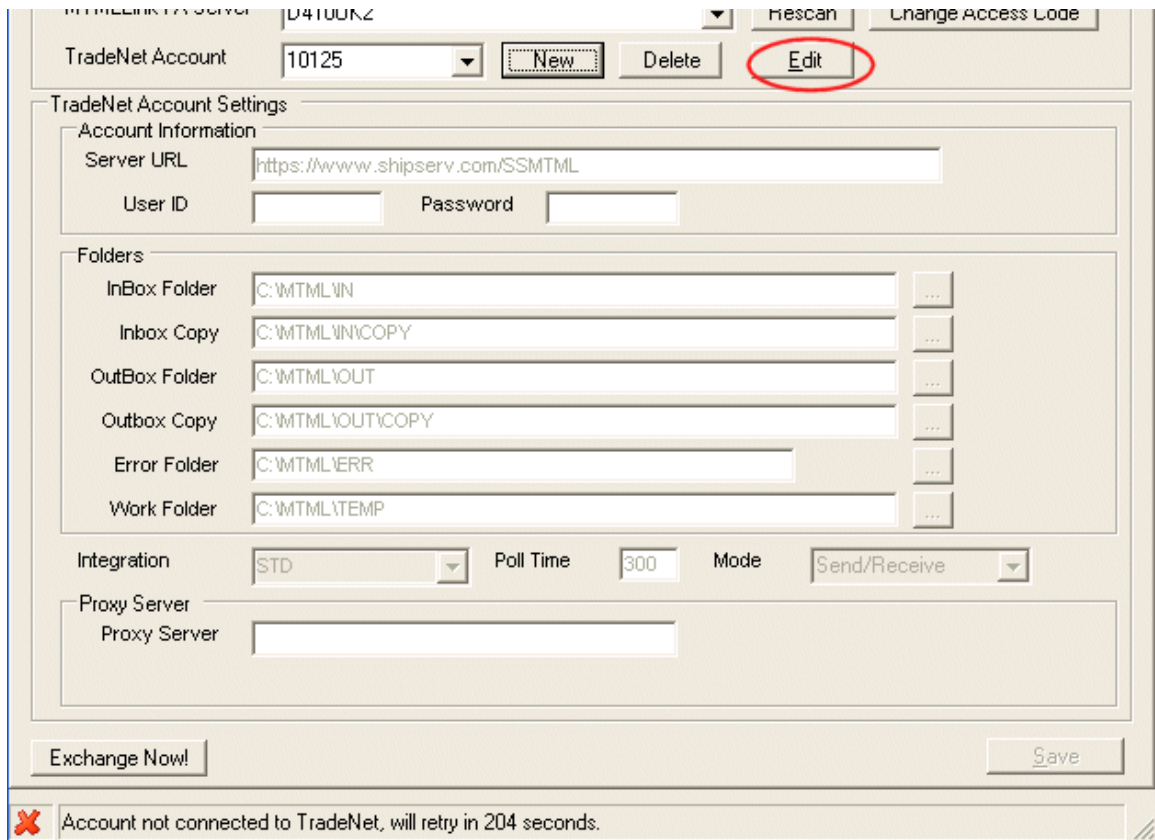 Rescan Change Access Code
TradeNet Account 10125 New Delete Edit
TradeNet Account Settings
Account Information
Server URL https://www.shipserv.com/SSMTML
User ID Password
Folders
InBox Folder C:\MTML\IN ...
Inbox Copy C:\MTML\IN\COPY ...
OutBox Folder C:\MTML\OUT ...
Outbox Copy C:\MTML\OUT\COPY ...
Error Folder C:\MTML\ERR ...
Work Folder C:\MTML\TEMP ...
Integration STD Poll Time 300 Mode Send/Receive
Proxy Server
Proxy Server
Exchange Now! Save
Account not connected to TradeNet, will retry in 204 seconds.